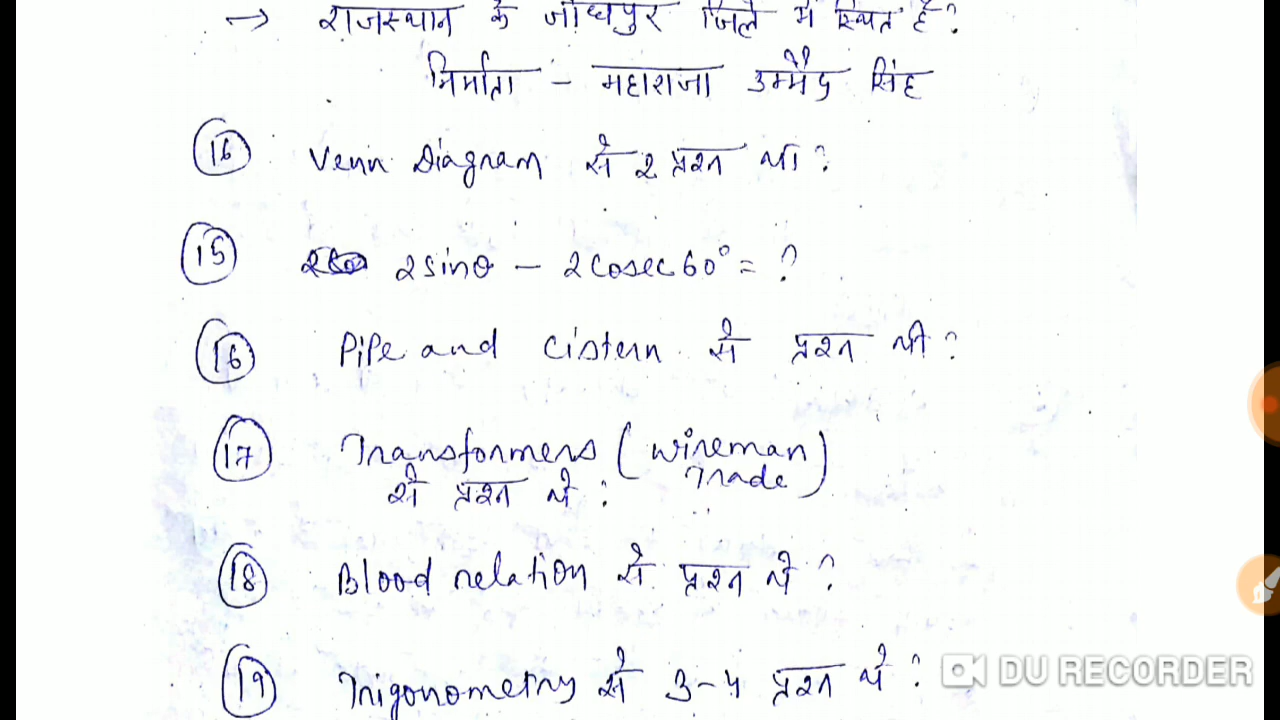 → राजस्थान के जोधपुर जिले में स्थित है?
निर्माता - महाराजा उम्मैद सिंह
16 Venn Diagram से 2 प्रश्न था?
15 2sinθ - 2cosec60° = ?
16 PiPe and cistern से प्रश्न थी?
17 Transformers (wireman Trade)
से प्रश्न थे?
18 Blood relation से प्रश्न थे?
19 Trigonometry से 3-4 प्रश्न थे?
DU RECORDER